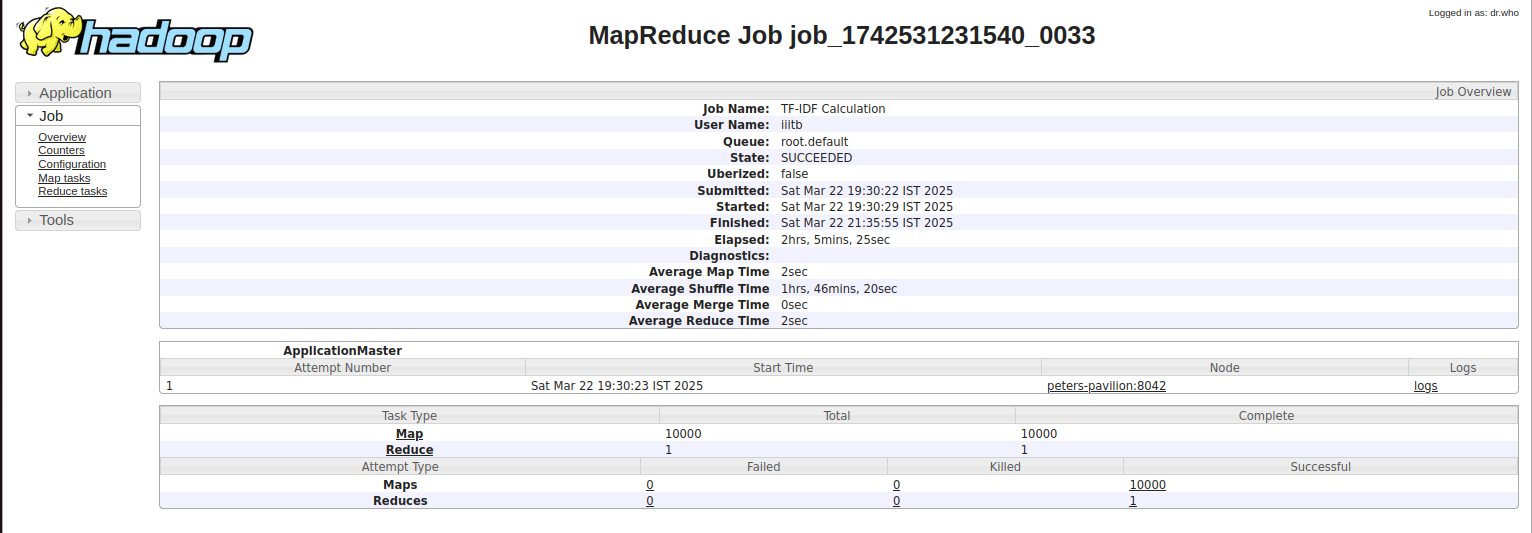 Logged in as: dr.who
hadoop
MapReduce Job job_1742531231540_0033
Application
Job
Overview
Counters
Configuration
Map tasks
Reduce tasks
Tools
Job Overview
Job Name: TF-IDF Calculation
User Name: iiitb
Queue: root.default
State: SUCCEEDED
Uberized: false
Submitted: Sat Mar 22 19:30:22 IST 2025
Started: Sat Mar 22 19:30:29 IST 2025
Finished: Sat Mar 22 21:35:55 IST 2025
Elapsed: 2hrs, 5mins, 25sec
Diagnostics:
Average Map Time 2sec
Average Shuffle Time 1hrs, 46mins, 20sec
Average Merge Time 0sec
Average Reduce Time 2sec
ApplicationMaster
Attempt Number Start Time Node Logs
1 Sat Mar 22 19:30:23 IST 2025 peters-pavilion:8042 logs
Task Type Total Complete
Map 10000 10000
Reduce 1 1
Attempt Type Failed Killed Successful
Maps 0 0 10000
Reduces 0 0 1